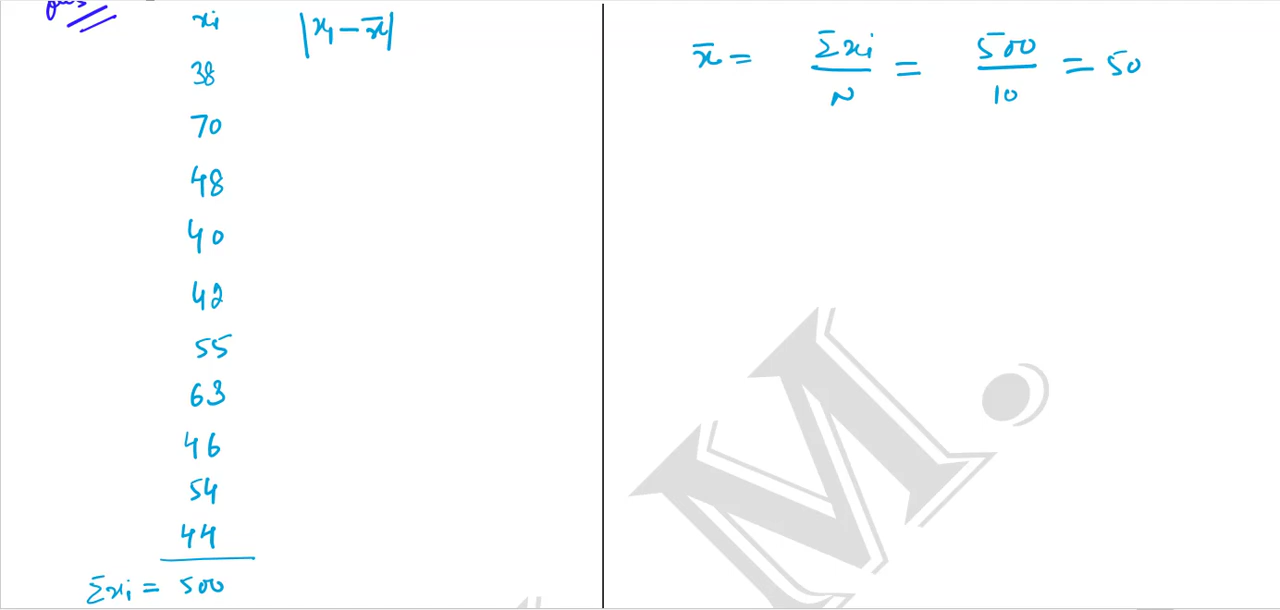 xi |xi − x̄|
38
70
48
40
42
55
63
46
54
44
Σxi = 500
x̄ = Σxi / N = 500 / 10 = 50
M.